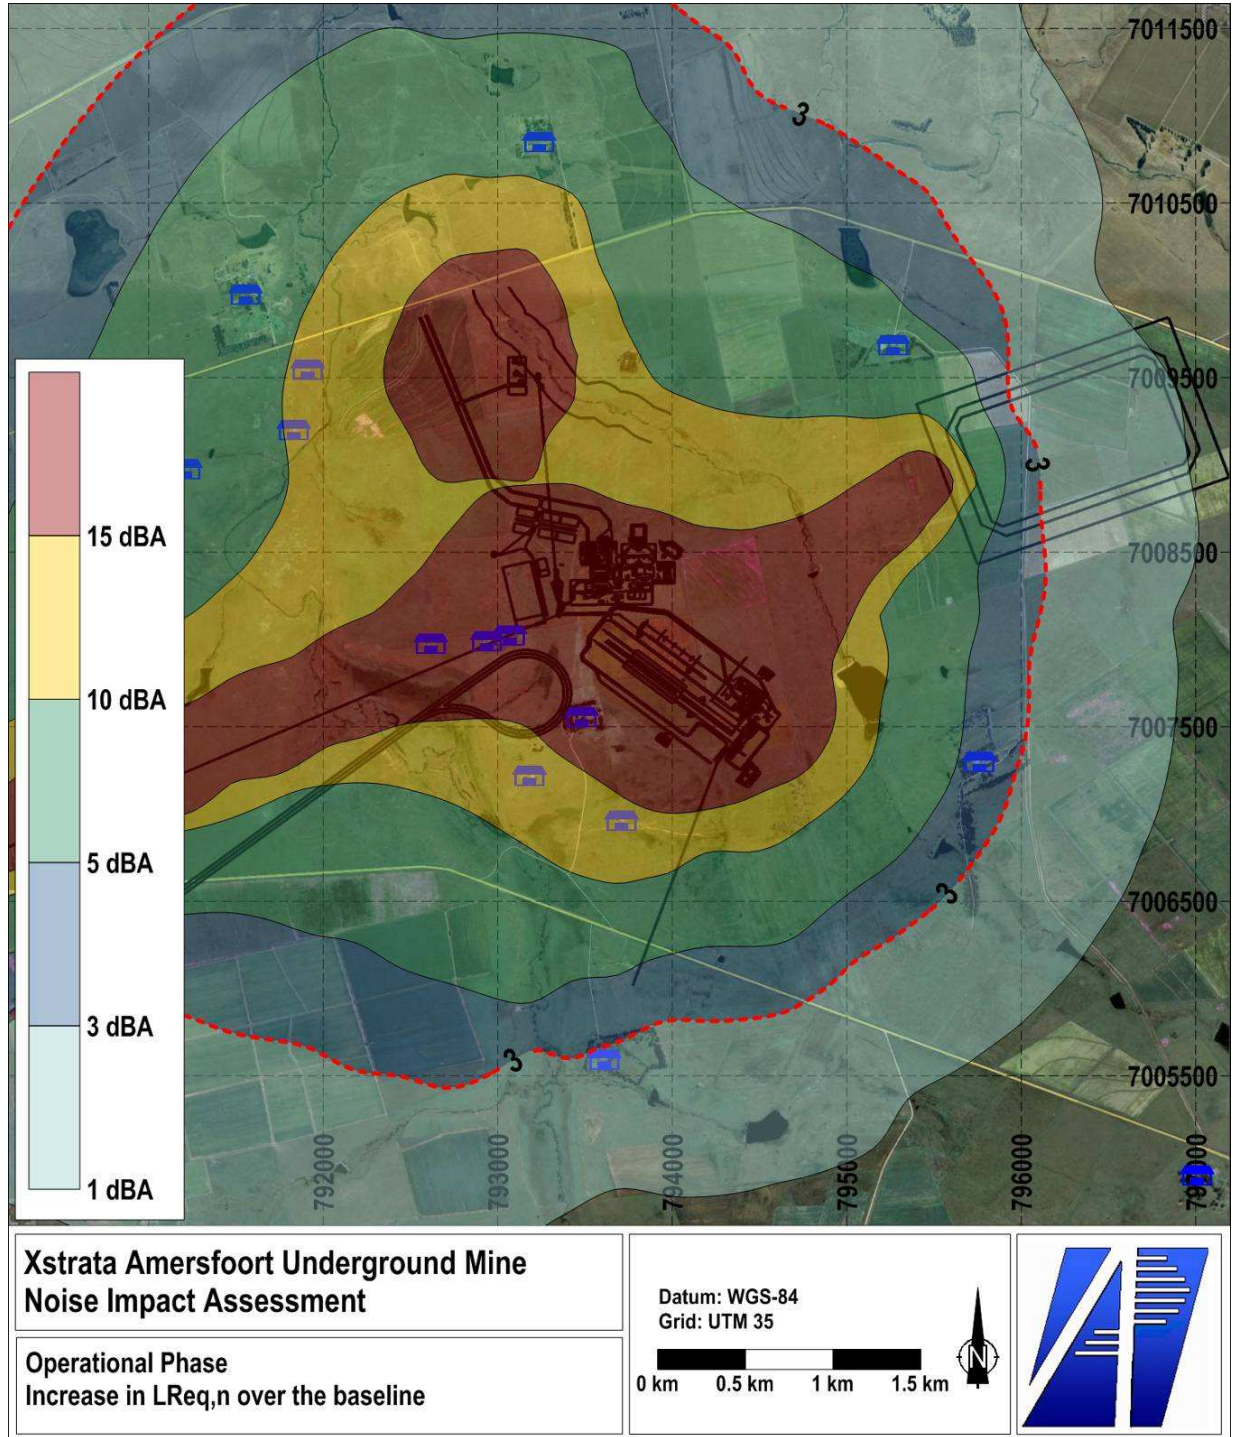 7011500
3
7010500
7009500
3
15 dBA
7008500
10 dBA
7007500
5 dBA
3
7006500
3 dBA
3
7005500
1 dBA
792000
793000
794000
795000
796000
797000
Xstrata Amersfoort Underground Mine
Noise Impact Assessment
Operational Phase
Increase in LReq,n over the baseline
Datum: WGS-84
Grid: UTM 35
0 km 0.5 km 1 km 1.5 km
N